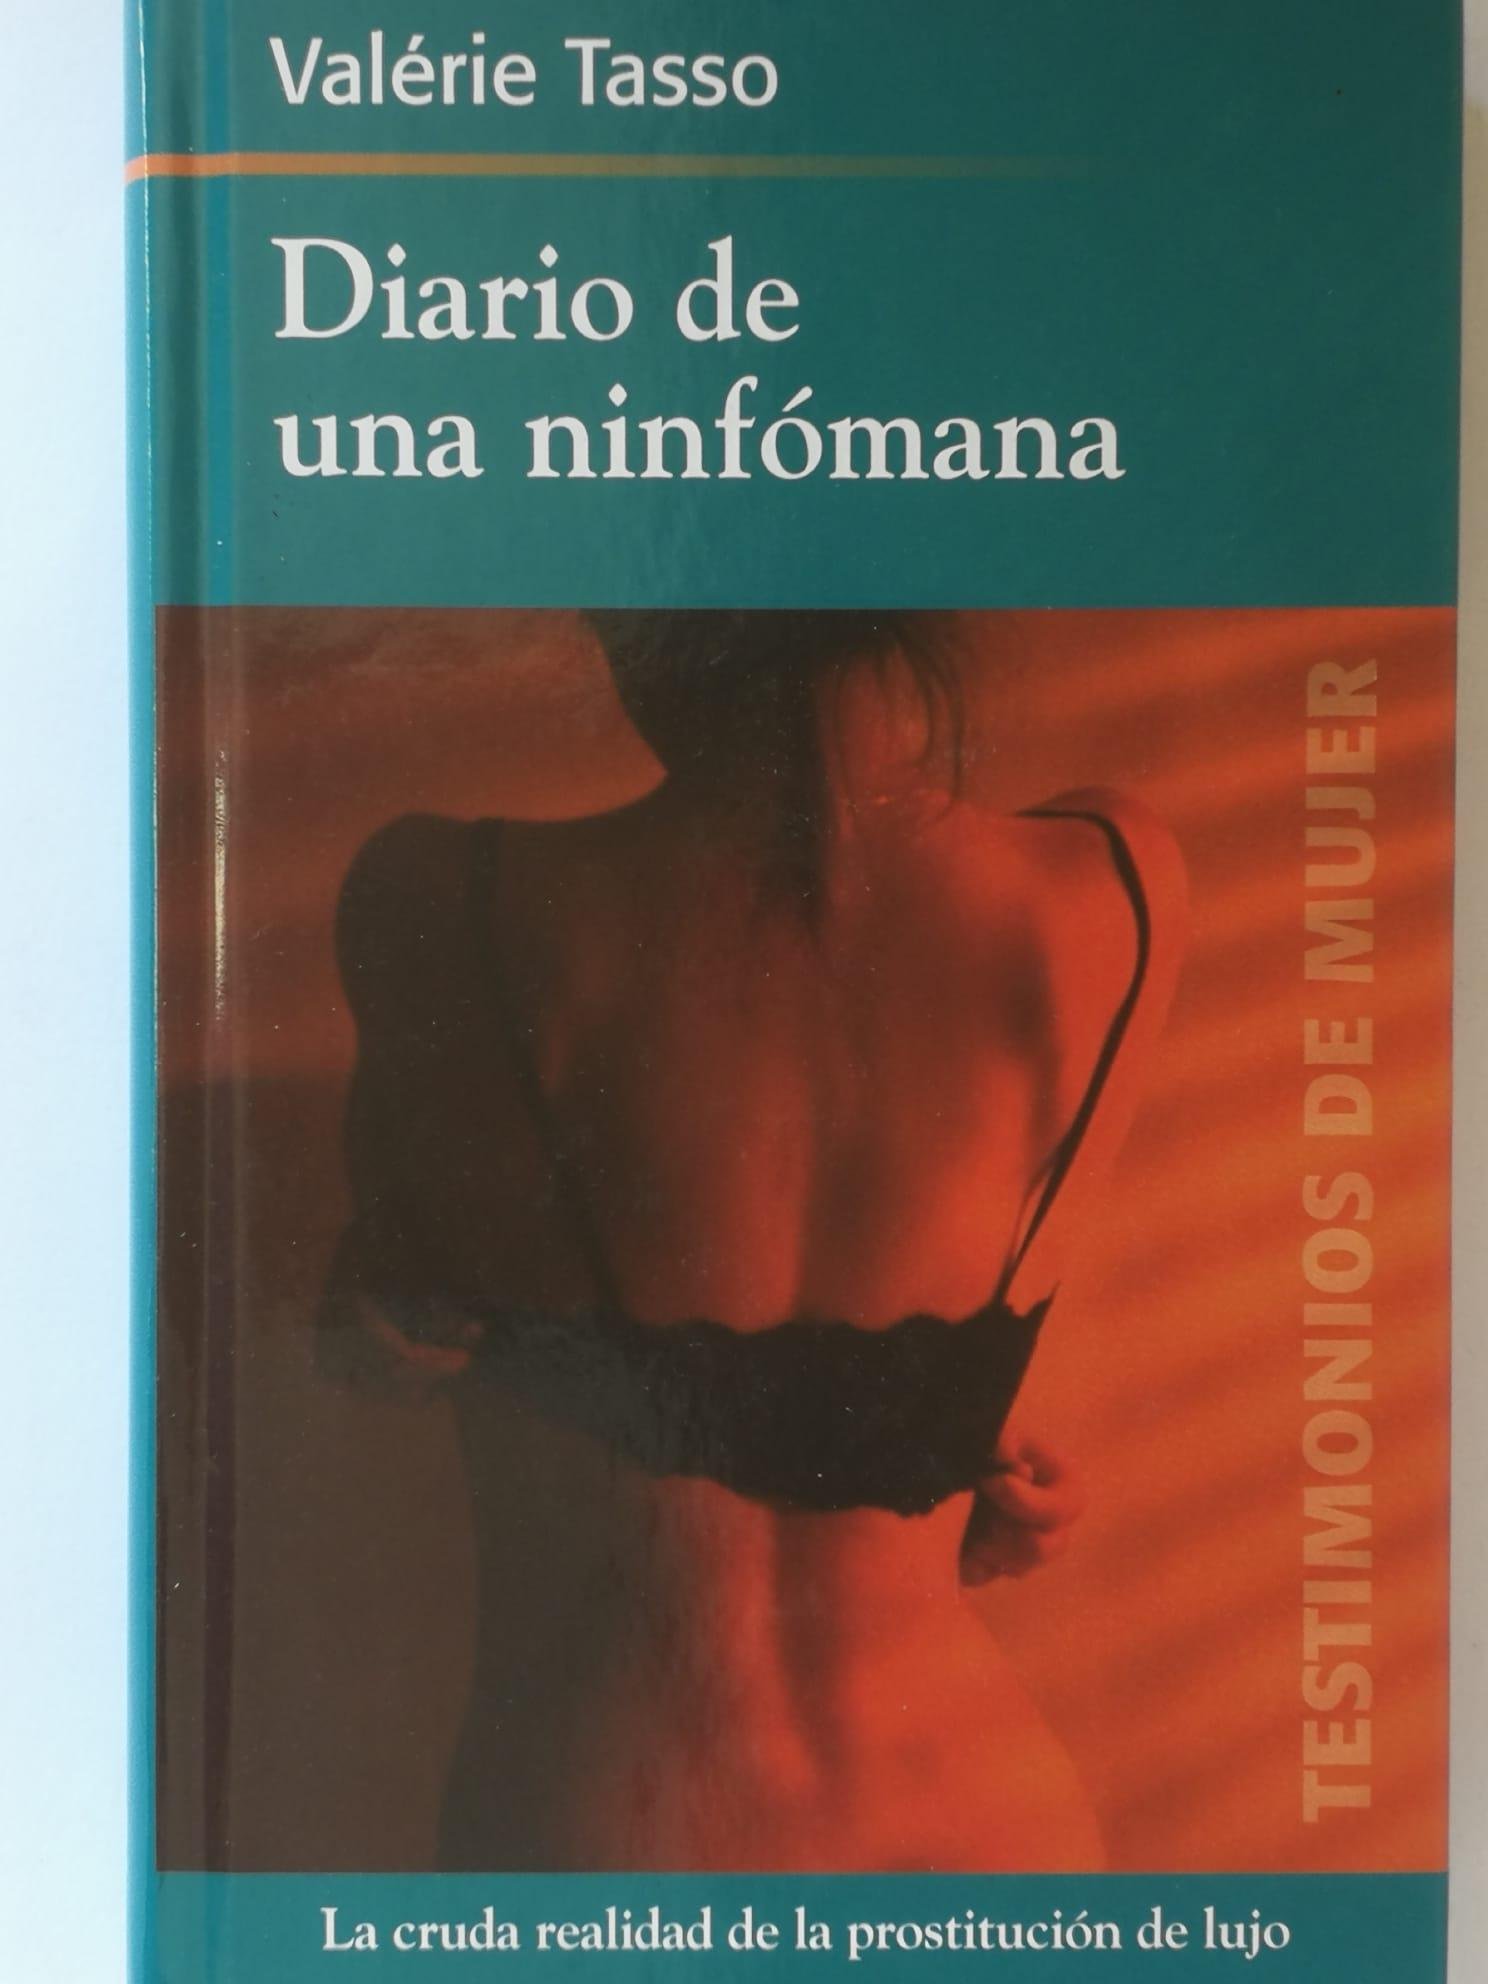 Valérie Tasso
Diario de
una ninfómana
TESTIMONIOS DE MUJER
La cruda realidad de la prostitución de lujo